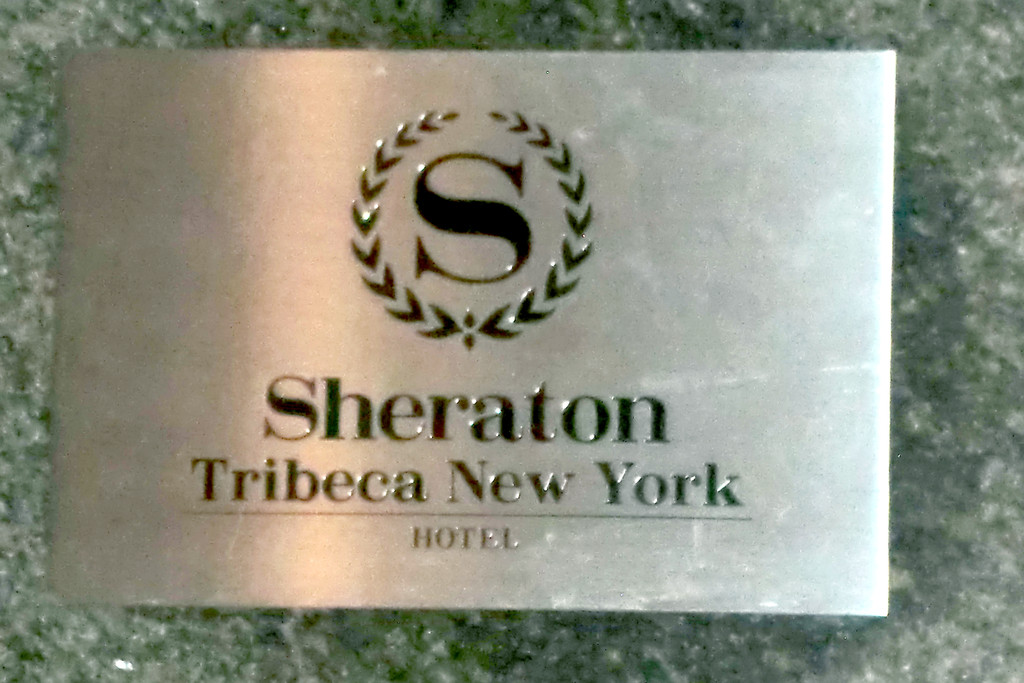 S
Sheraton
Tribeca New York
HOTEL